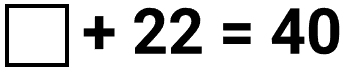 □ + 22 = 40